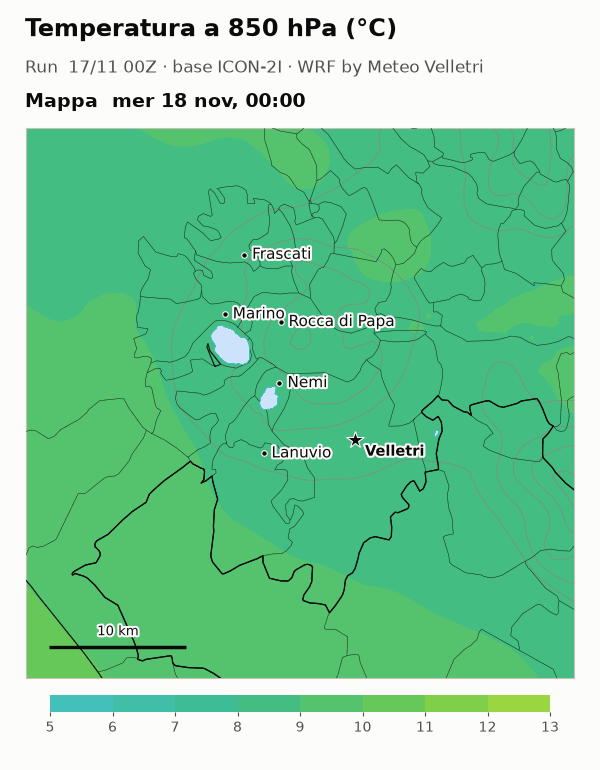 Temperatura a 850 hPa (°C)
Run  17/11 00Z · base ICON-2I · WRF by Meteo Velletri
Mappa  mer 18 nov, 00:00
Frascati
Marino
Rocca di Papa
Nemi
Velletri
Lanuvio
10 km
5 6 7 8 9 10 11 12 13